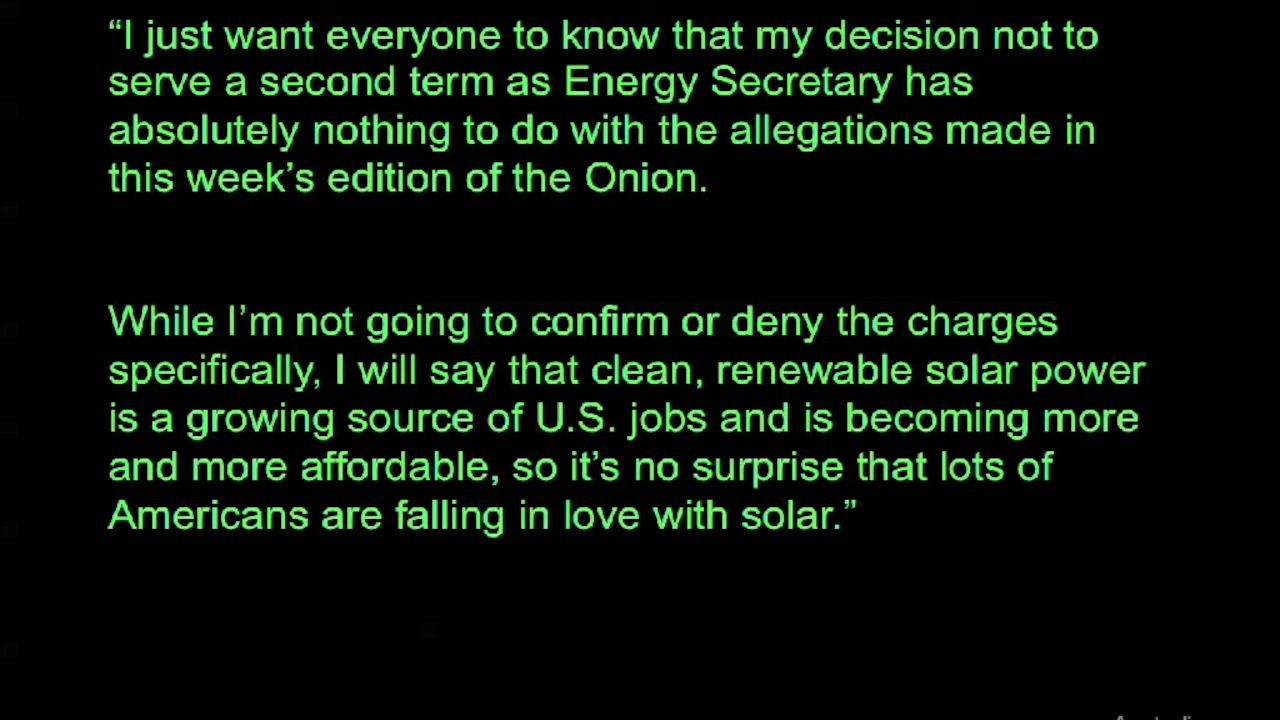 “I just want everyone to know that my decision not to
serve a second term as Energy Secretary has
absolutely nothing to do with the allegations made in
this week’s edition of the Onion.
While I’m not going to confirm or deny the charges
specifically, I will say that clean, renewable solar power
is a growing source of U.S. jobs and is becoming more
and more affordable, so it’s no surprise that lots of
Americans are falling in love with solar.”